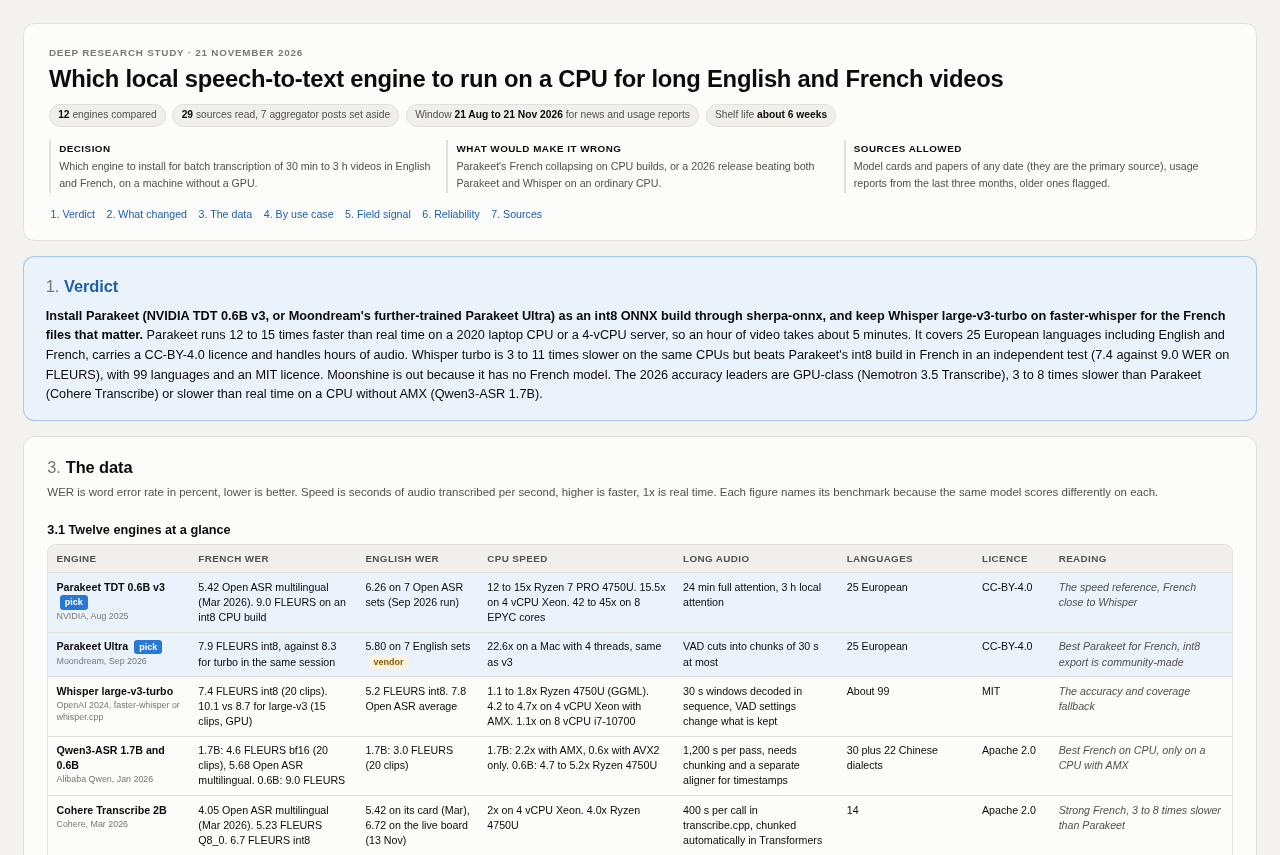 DEEP RESEARCH STUDY · 21 NOVEMBER 2026
Which local speech-to-text engine to run on a CPU for long English and French videos
12 engines compared
29 sources read, 7 aggregator posts set aside
Window 21 Aug to 21 Nov 2026 for news and usage reports
Shelf life about 6 weeks
DECISION
Which engine to install for batch transcription of 30 min to 3 h videos in English
and French, on a machine without a GPU.
WHAT WOULD MAKE IT WRONG
Parakeet's French collapsing on CPU builds, or a 2026 release beating both
Parakeet and Whisper on an ordinary CPU.
SOURCES ALLOWED
Model cards and papers of any date (they are the primary source), usage
reports from the last three months, older ones flagged.
1. Verdict 2. What changed 3. The data 4. By use case 5. Field signal 6. Reliability 7. Sources
1. Verdict
Install Parakeet (NVIDIA TDT 0.6B v3, or Moondream's further-trained Parakeet Ultra) as an int8 ONNX build through sherpa-onnx, and keep Whisper large-v3-turbo on faster-whisper for the French
files that matter. Parakeet runs 12 to 15 times faster than real time on a 2020 laptop CPU or a 4-vCPU server, so an hour of video takes about 5 minutes. It covers 25 European languages including English and
French, carries a CC-BY-4.0 licence and handles hours of audio. Whisper turbo is 3 to 11 times slower on the same CPUs but beats Parakeet's int8 build in French in an independent test (7.4 against 9.0 WER on
FLEURS), with 99 languages and an MIT licence. Moonshine is out because it has no French model. The 2026 accuracy leaders are GPU-class (Nemotron 3.5 Transcribe), 3 to 8 times slower than Parakeet
(Cohere Transcribe) or slower than real time on a CPU without AMX (Qwen3-ASR 1.7B).
3. The data
WER is word error rate in percent, lower is better. Speed is seconds of audio transcribed per second, higher is faster, 1x is real time. Each figure names its benchmark because the same model scores differently on each.
3.1 Twelve engines at a glance
ENGINE FRENCH WER ENGLISH WER CPU SPEED LONG AUDIO LANGUAGES LICENCE READING
Parakeet TDT 0.6B v3
pick
NVIDIA, Aug 2025
5.42 Open ASR multilingual
(Mar 2026). 9.0 FLEURS on an
int8 CPU build
6.26 on 7 Open ASR
sets (Sep 2026 run)
12 to 15x Ryzen 7 PRO 4750U. 15.5x
on 4 vCPU Xeon. 42 to 45x on 8
EPYC cores
24 min full attention, 3 h local
attention
25 European
CC-BY-4.0
The speed reference, French
close to Whisper
Parakeet Ultra pick
Moondream, Sep 2026
7.9 FLEURS int8, against 8.3
for turbo in the same session
5.80 on 7 English sets
vendor
22.6x on a Mac with 4 threads, same
as v3
VAD cuts into chunks of 30 s
at most
25 European
CC-BY-4.0
Best Parakeet for French, int8
export is community-made
Whisper large-v3-turbo
OpenAI 2024, faster-whisper or
whisper.cpp
7.4 FLEURS int8 (20 clips).
10.1 vs 8.7 for large-v3 (15
clips, GPU)
5.2 FLEURS int8. 7.8
Open ASR average
1.1 to 1.8x Ryzen 4750U (GGML).
4.2 to 4.7x on 4 vCPU Xeon with
AMX. 1.1x on 8 vCPU i7-10700
30 s windows decoded in
sequence, VAD settings
change what is kept
About 99
MIT
The accuracy and coverage
fallback
Qwen3-ASR 1.7B and
0.6B
Alibaba Qwen, Jan 2026
1.7B: 4.6 FLEURS bf16 (20
clips), 5.68 Open ASR
multilingual. 0.6B: 9.0 FLEURS
1.7B: 3.0 FLEURS
(20 clips)
1.7B: 2.2x with AMX, 0.6x with AVX2
only. 0.6B: 4.7 to 5.2x Ryzen 4750U
1,200 s per pass, needs
chunking and a separate
aligner for timestamps
30 plus 22 Chinese
dialects
Apache 2.0
Best French on CPU, only on a
CPU with AMX
Cohere Transcribe 2B
Cohere, Mar 2026
4.05 Open ASR multilingual
(Mar 2026). 5.23 FLEURS
Q8_0. 6.7 FLEURS int8
5.42 on its card (Mar),
6.72 on the live board
(13 Nov)
2x on 4 vCPU Xeon. 4.0x Ryzen
4750U
400 s per call in
transcribe.cpp, chunked
automatically in Transformers
14
Apache 2.0
Strong French, 3 to 8 times slower
than Parakeet